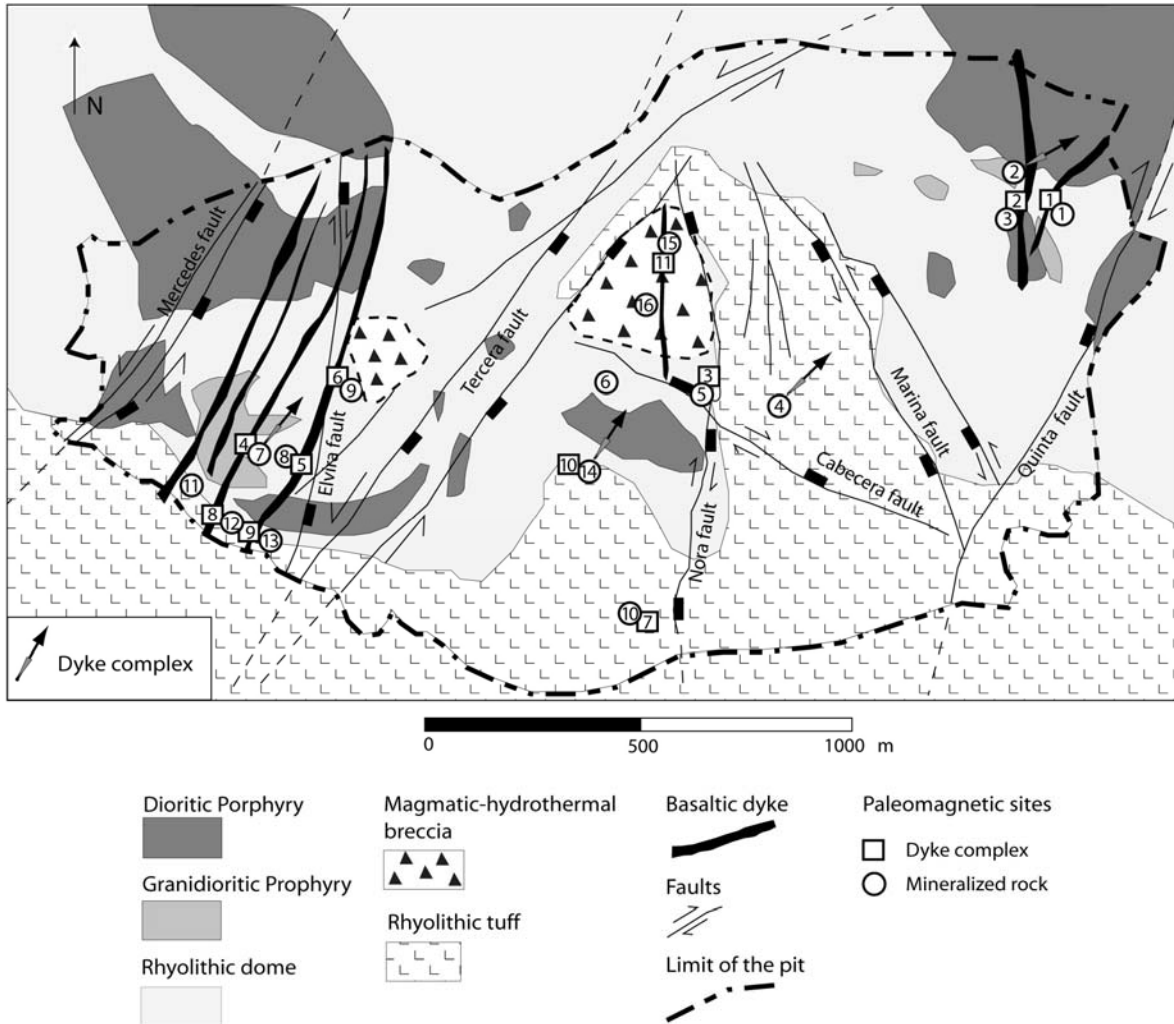 N
Mercedes fault
Tercera fault
Elvira fault
Nora fault
Cabecera fault
Marina fault
Quinta fault
2
2
1
3
1
15
11
16
6
9
6
3
5
4
4
7
8
5
10
14
11
8
12
9
13
10
7
Dyke complex
0 500 1000 m
Dioritic Porphyry
Granidioritic Prophyry
Rhyolithic dome
Magmatic-hydrothermal
breccia
Rhyolithic tuff
Basaltic dyke
Faults
Limit of the pit
Paleomagnetic sites
Dyke complex
Mineralized rock